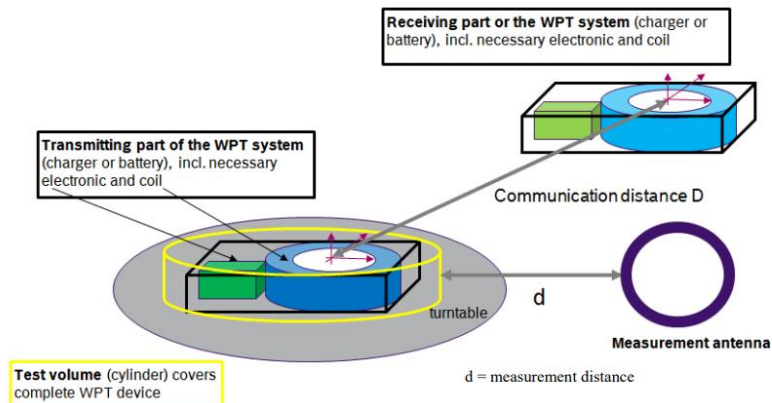 Receiving part or the WPT system (charger or
battery), incl. necessary electronic and coil
Transmitting part of the WPT system
(charger or battery), incl. necessary
electronic and coil
Communication distance D
d
turntable
Measurement antenna
Test volume (cylinder) covers
complete WPT device
d = measurement distance